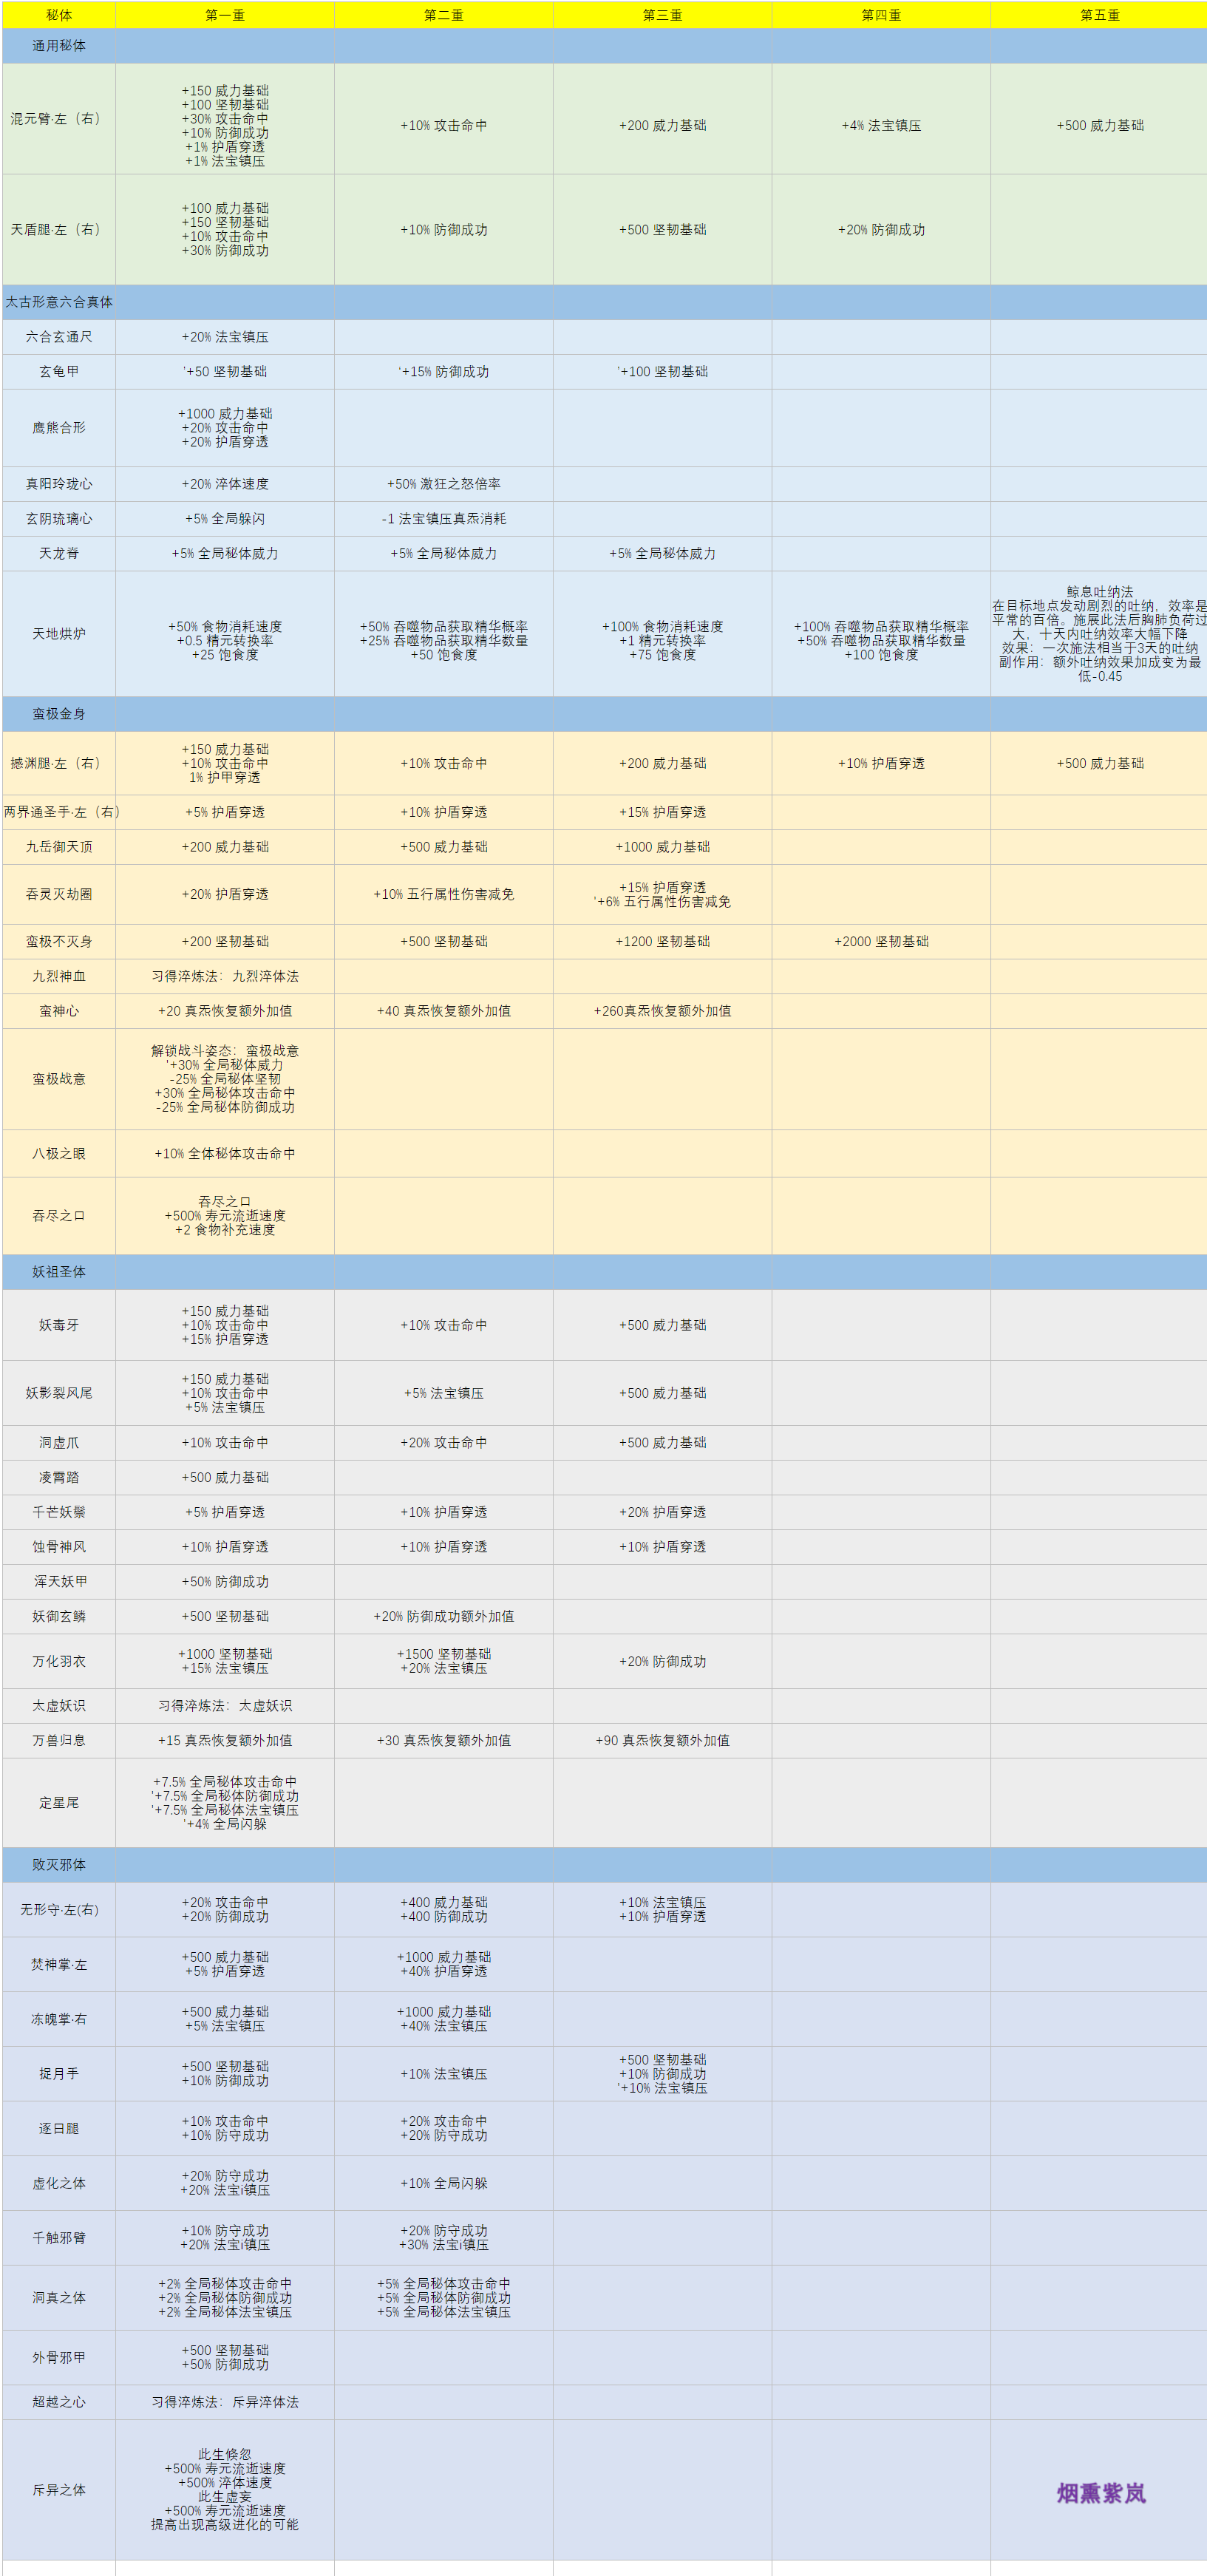 秘体 第一重 第二重 第三重 第四重 第五重
通用秘体
混元臂·左（右）
+150 威力基础
+100 坚韧基础
+30% 攻击命中
+10% 防御成功
+1% 护盾穿透
+1% 法宝镇压
+10% 攻击命中
+200 威力基础
+4% 法宝镇压
+500 威力基础
天盾腿·左（右）
+100 威力基础
+150 坚韧基础
+10% 攻击命中
+30% 防御成功
+10% 防御成功
+500 坚韧基础
+20% 防御成功
太古形意六合真体
六合玄通尺
+20% 法宝镇压
玄龟甲
'+50 坚韧基础
‘+15% 防御成功
'+100 坚韧基础
鹰熊合形
+1000 威力基础
+20% 攻击命中
+20% 护盾穿透
真阳玲珑心
+20% 淬体速度
+50% 激狂之怒倍率
玄阴琉璃心
+5% 全局躲闪
-1 法宝镇压真炁消耗
天龙脊
+5% 全局秘体威力
+5% 全局秘体威力
+5% 全局秘体威力
天地烘炉
+50% 食物消耗速度
+0.5 精元转换率
+25 饱食度
+50% 吞噬物品获取精华概率
+25% 吞噬物品获取精华数量
+50 饱食度
+100% 食物消耗速度
+1 精元转换率
+75 饱食度
+100% 吞噬物品获取精华概率
+50% 吞噬物品获取精华数量
+100 饱食度
鲸息吐纳法
在目标地点发动剧烈的吐纳，效率是
平常的百倍。施展此法后胸肺负荷过
大，十天内吐纳效率大幅下降
效果：一次施法相当于3天的吐纳
副作用：额外吐纳效果加成变为最
低-0.45
蛮极金身
撼渊腿·左（右）
+150 威力基础
+10% 攻击命中
1% 护甲穿透
+10% 攻击命中
+200 威力基础
+10% 护盾穿透
+500 威力基础
两界通圣手·左（右）
+5% 护盾穿透
+10% 护盾穿透
+15% 护盾穿透
九岳御天顶
+200 威力基础
+500 威力基础
+1000 威力基础
吞灵灭劫圈
+20% 护盾穿透
+10% 五行属性伤害减免
+15% 护盾穿透
'+6% 五行属性伤害减免
蛮极不灭身
+200 坚韧基础
+500 坚韧基础
+1200 坚韧基础
+2000 坚韧基础
九烈神血
习得淬炼法：九烈淬体法
蛮神心
+20 真炁恢复额外加值
+40 真炁恢复额外加值
+260真炁恢复额外加值
蛮极战意
解锁战斗姿态：蛮极战意
'+30% 全局秘体威力
-25% 全局秘体坚韧
+30% 全局秘体攻击命中
-25% 全局秘体防御成功
八极之眼
+10% 全体秘体攻击命中
吞尽之口
吞尽之口
+500% 寿元流逝速度
+2 食物补充速度
妖祖圣体
妖毒牙
+150 威力基础
+10% 攻击命中
+15% 护盾穿透
+10% 攻击命中
+500 威力基础
妖影裂风尾
+150 威力基础
+10% 攻击命中
+5% 法宝镇压
+5% 法宝镇压
+500 威力基础
洞虚爪
+10% 攻击命中
+20% 攻击命中
+500 威力基础
凌霄踏
+500 威力基础
千芒妖鬃
+5% 护盾穿透
+10% 护盾穿透
+20% 护盾穿透
蚀骨神风
+10% 护盾穿透
+10% 护盾穿透
+10% 护盾穿透
浑天妖甲
+50% 防御成功
妖御玄鳞
+500 坚韧基础
+20% 防御成功额外加值
万化羽衣
+1000 坚韧基础
+15% 法宝镇压
+1500 坚韧基础
+20% 法宝镇压
+20% 防御成功
太虚妖识
习得淬炼法：太虚妖识
万兽归息
+15 真炁恢复额外加值
+30 真炁恢复额外加值
+90 真炁恢复额外加值
定星尾
+7.5% 全局秘体攻击命中
'+7.5% 全局秘体防御成功
'+7.5% 全局秘体法宝镇压
'+4% 全局闪躲
败灭邪体
无形守·左(右)
+20% 攻击命中
+20% 防御成功
+400 威力基础
+400 防御成功
+10% 法宝镇压
+10% 护盾穿透
焚神掌·左
+500 威力基础
+5% 护盾穿透
+1000 威力基础
+40% 护盾穿透
冻魄掌·右
+500 威力基础
+5% 法宝镇压
+1000 威力基础
+40% 法宝镇压
捉月手
+500 坚韧基础
+10% 防御成功
+10% 法宝镇压
+500 坚韧基础
+10% 防御成功
‘+10% 法宝镇压
逐日腿
+10% 攻击命中
+10% 防守成功
+20% 攻击命中
+20% 防守成功
虚化之体
+20% 防守成功
+20% 法宝i镇压
+10% 全局闪躲
千触邪臂
+10% 防守成功
+20% 法宝i镇压
+20% 防守成功
+30% 法宝i镇压
洞真之体
+2% 全局秘体攻击命中
+2% 全局秘体防御成功
+2% 全局秘体法宝镇压
+5% 全局秘体攻击命中
+5% 全局秘体防御成功
+5% 全局秘体法宝镇压
外骨邪甲
+500 坚韧基础
+50% 防御成功
超越之心
习得淬炼法：斥异淬体法
斥异之体
此生倏忽
+500% 寿元流逝速度
+500% 淬体速度
此生虚妄
+500% 寿元流逝速度
提高出现高级进化的可能
烟熏紫岚